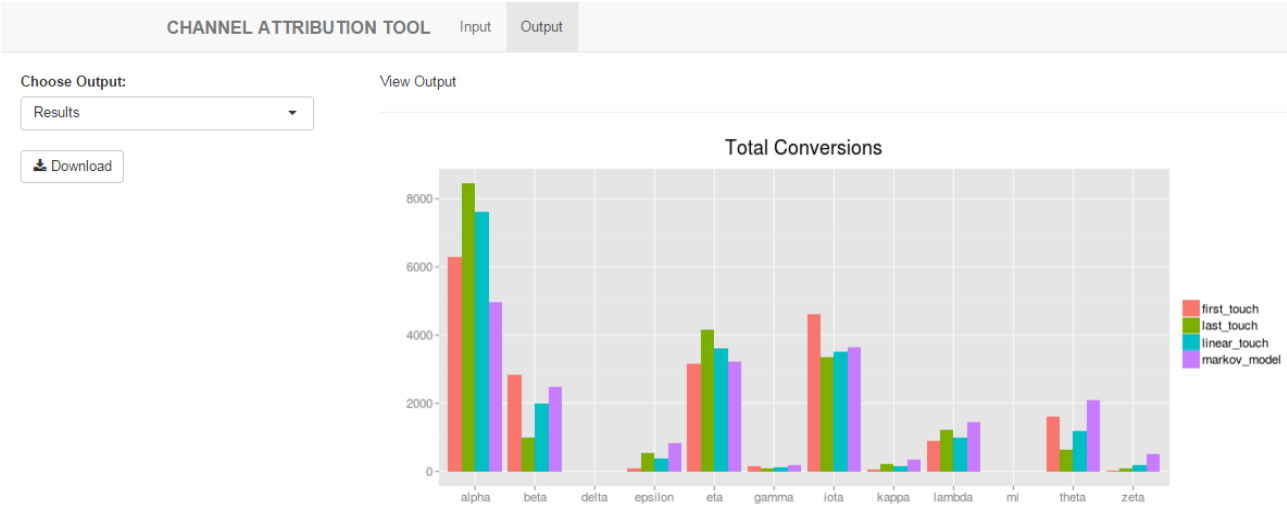 CHANNEL ATTRIBUTION TOOL Input Output
Choose Output:
Results
Download
View Output
Total Conversions
8000
6000
4000
2000
0
alpha beta delta epsilon eta gamma iota kappa lambda mi theta zeta
first_touch
last_touch
linear_touch
markov_model